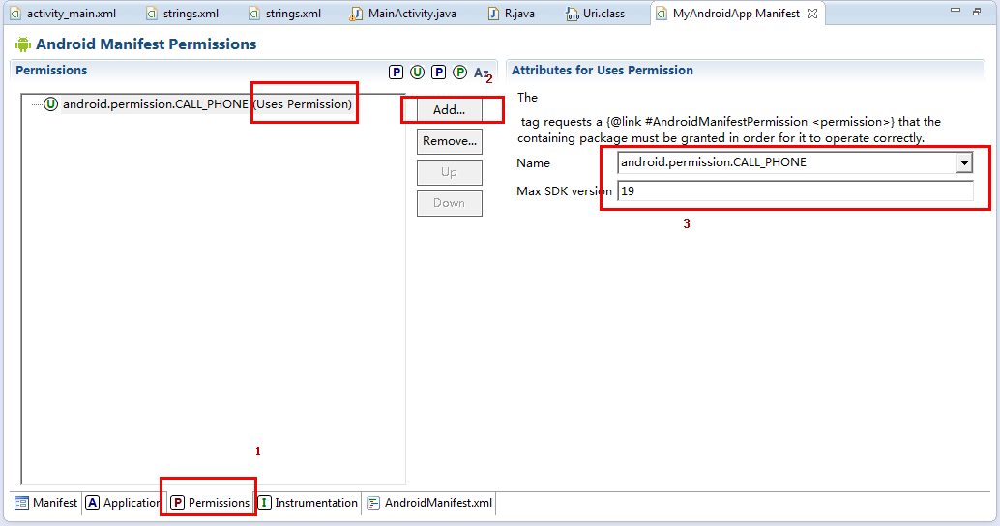 activity_main.xml strings.xml strings.xml MainActivity.java R.java Uri.class MyAndroidApp Manifest
Android Manifest Permissions
Permissions
P U P P Az
2
U android.permission.CALL_PHONE (Uses Permission)
Add...
Remove...
Up
Down
Attributes for Uses Permission
The
tag requests a {@link #AndroidManifestPermission <permission>} that the
containing package must be granted in order for it to operate correctly.
Name android.permission.CALL_PHONE
Max SDK version 19
3
1
Manifest A Application P Permissions I Instrumentation AndroidManifest.xml